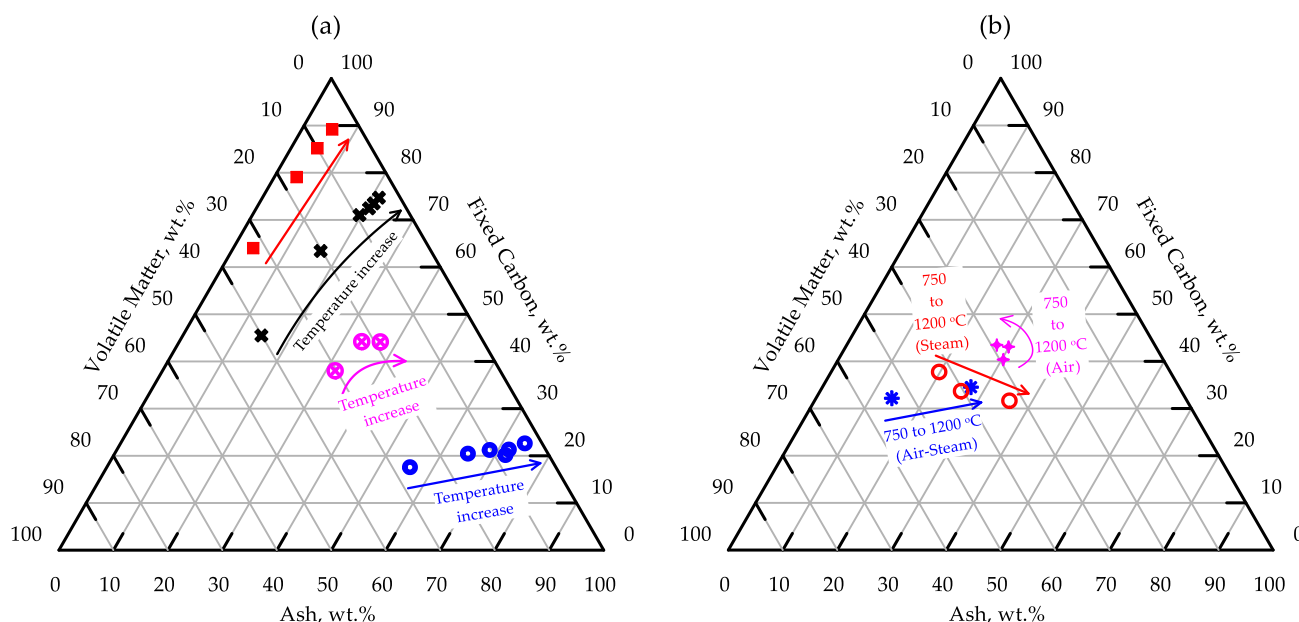 (a)
0 100
10 90
20 80
30 70
40 60
50 50
60 40
70 30
80 20
90 10
100 0
0 10 20 30 40 50 60 70 80 90 100
Volatile Matter, wt.%
Fixed Carbon, wt.%
Ash, wt.%
Temperature increase
Temperature
increase
Temperature
increase
(b)
0 100
10 90
20 80
30 70
40 60
50 50
60 40
70 30
80 20
90 10
100 0
0 10 20 30 40 50 60 70 80 90 100
Volatile Matter, wt.%
Fixed Carbon, wt.%
Ash, wt.%
750
to
1200 ºC
(Steam)
750
to
1200 ºC
(Air)
750 to 1200 ºC
(Air-Steam)